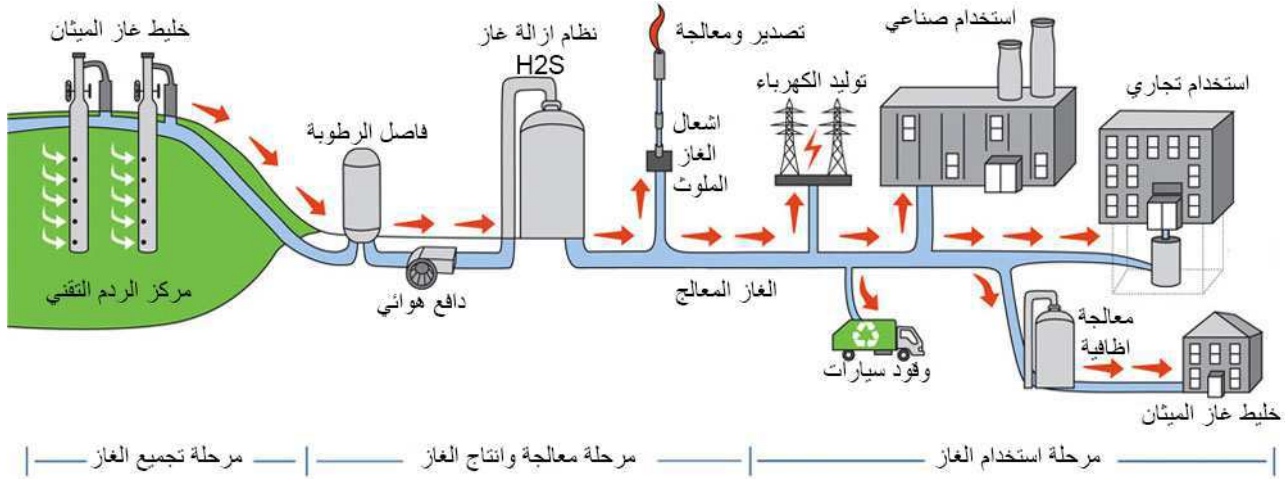 خليط غاز الميثان
نظام ازالة غاز
H2S
تصدير ومعالجة
استخدام صناعي
توليد الكهرباء
استخدام تجاري
فاصل الرطوبة
اشعال
الغاز
الملوث
مركز الردم التقني
دافع هوائي
الغاز المعالج
معالجة
اظافية
وقود سيارات
خليط غاز الميثان
مرحلة تجميع الغاز
مرحلة معالجة وانتاج الغاز
مرحلة استخدام الغاز